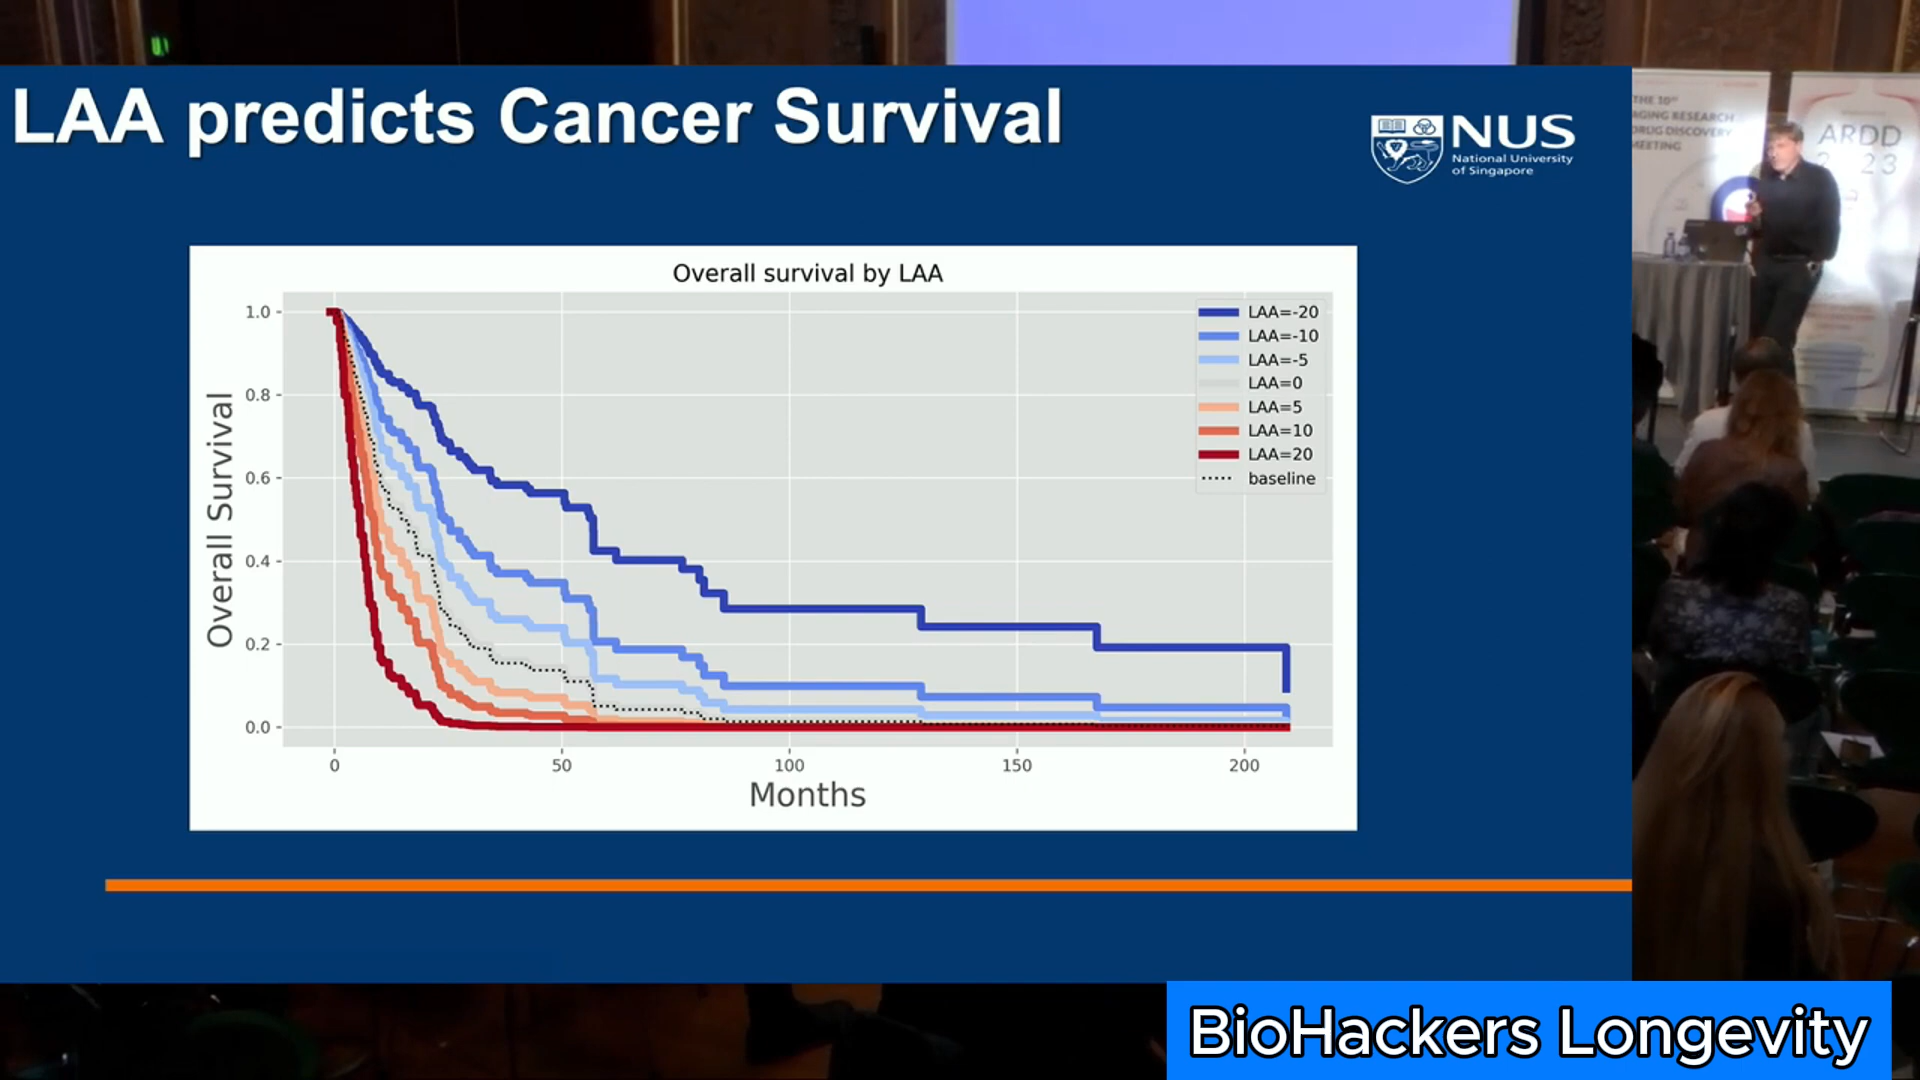 LAA predicts Cancer Survival
NUS
National University
of Singapore
THE 10TH
AGING RESEARCH
DRUG DISCOVERY
MEETING
ARDD
Overall survival by LAA
Overall Survival
1.0
0.8
0.6
0.4
0.2
0.0
LAA=-20
LAA=-10
LAA=-5
LAA=0
LAA=5
LAA=10
LAA=20
baseline
0
50
100
150
200
Months
BioHackers Longevity